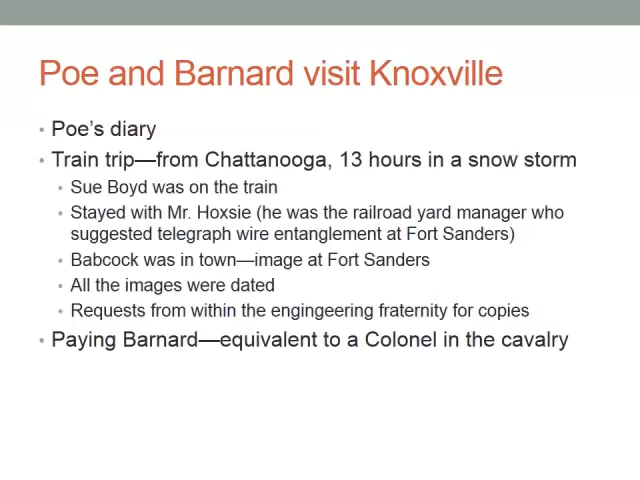 Poe and Barnard visit Knoxville
• Poe’s diary
• Train trip—from Chattanooga, 13 hours in a snow storm
• Sue Boyd was on the train
• Stayed with Mr. Hoxsie (he was the railroad yard manager who
suggested telegraph wire entanglement at Fort Sanders)
• Babcock was in town—image at Fort Sanders
• All the images were dated
• Requests from within the engingeering fraternity for copies
• Paying Barnard—equivalent to a Colonel in the cavalry